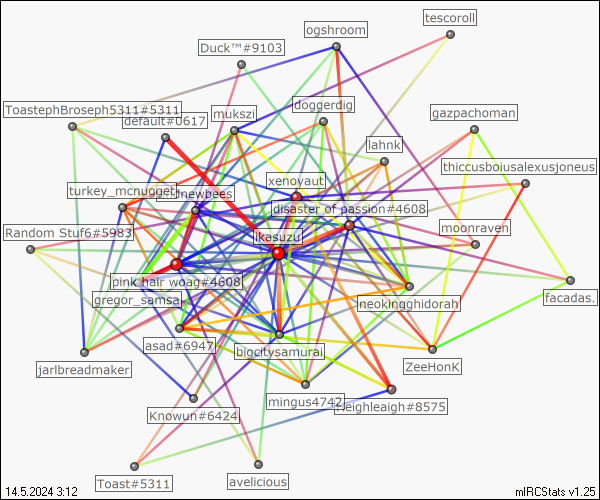 tescoroll
ogshroom
Duck™#9103
doggerdig
ToastephBroseph5311#5311
default#0617
mukszi
gazpachoman
lahnk
thiccusboiusalexusjoneus
xenoyaut
turkey_mcnugget
newbees
disaster of passion#4608
Random Stuf6#5983
moonraven
ikasuzu
pink hair woag#4608
facadas.
gregor_samsa
neokingghidorah
asad#6947
bigcitysamurai
ZeeHonK
jarlbreadmaker
mingus4742
Neighleaigh#8575
Knowun#6424
Toast#5311
avelicious
14.5.2024 3:12
mIRCStats v1.25